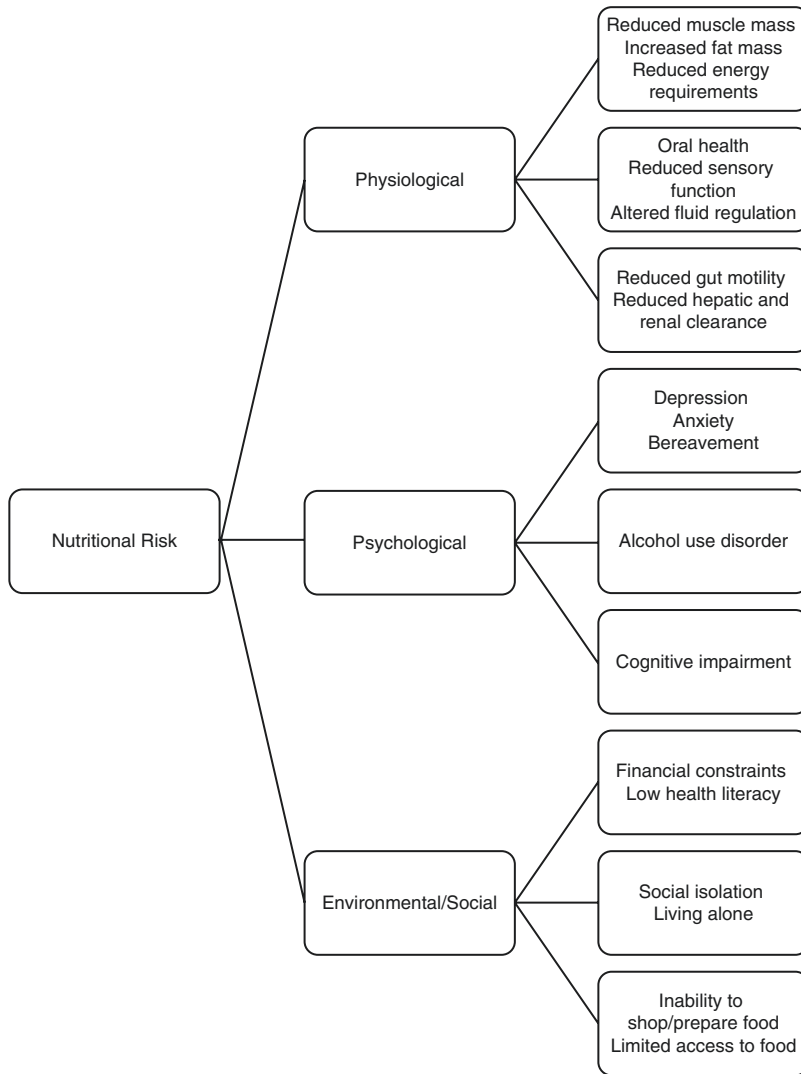 Nutritional Risk
Physiological
Reduced muscle mass
Increased fat mass
Reduced energy
requirements
Oral health
Reduced sensory
function
Altered fluid regulation
Reduced gut motility
Reduced hepatic and
renal clearance
Psychological
Depression
Anxiety
Bereavement
Alcohol use disorder
Cognitive impairment
Environmental/Social
Financial constraints
Low health literacy
Social isolation
Living alone
Inability to
shop/prepare food
Limited access to food